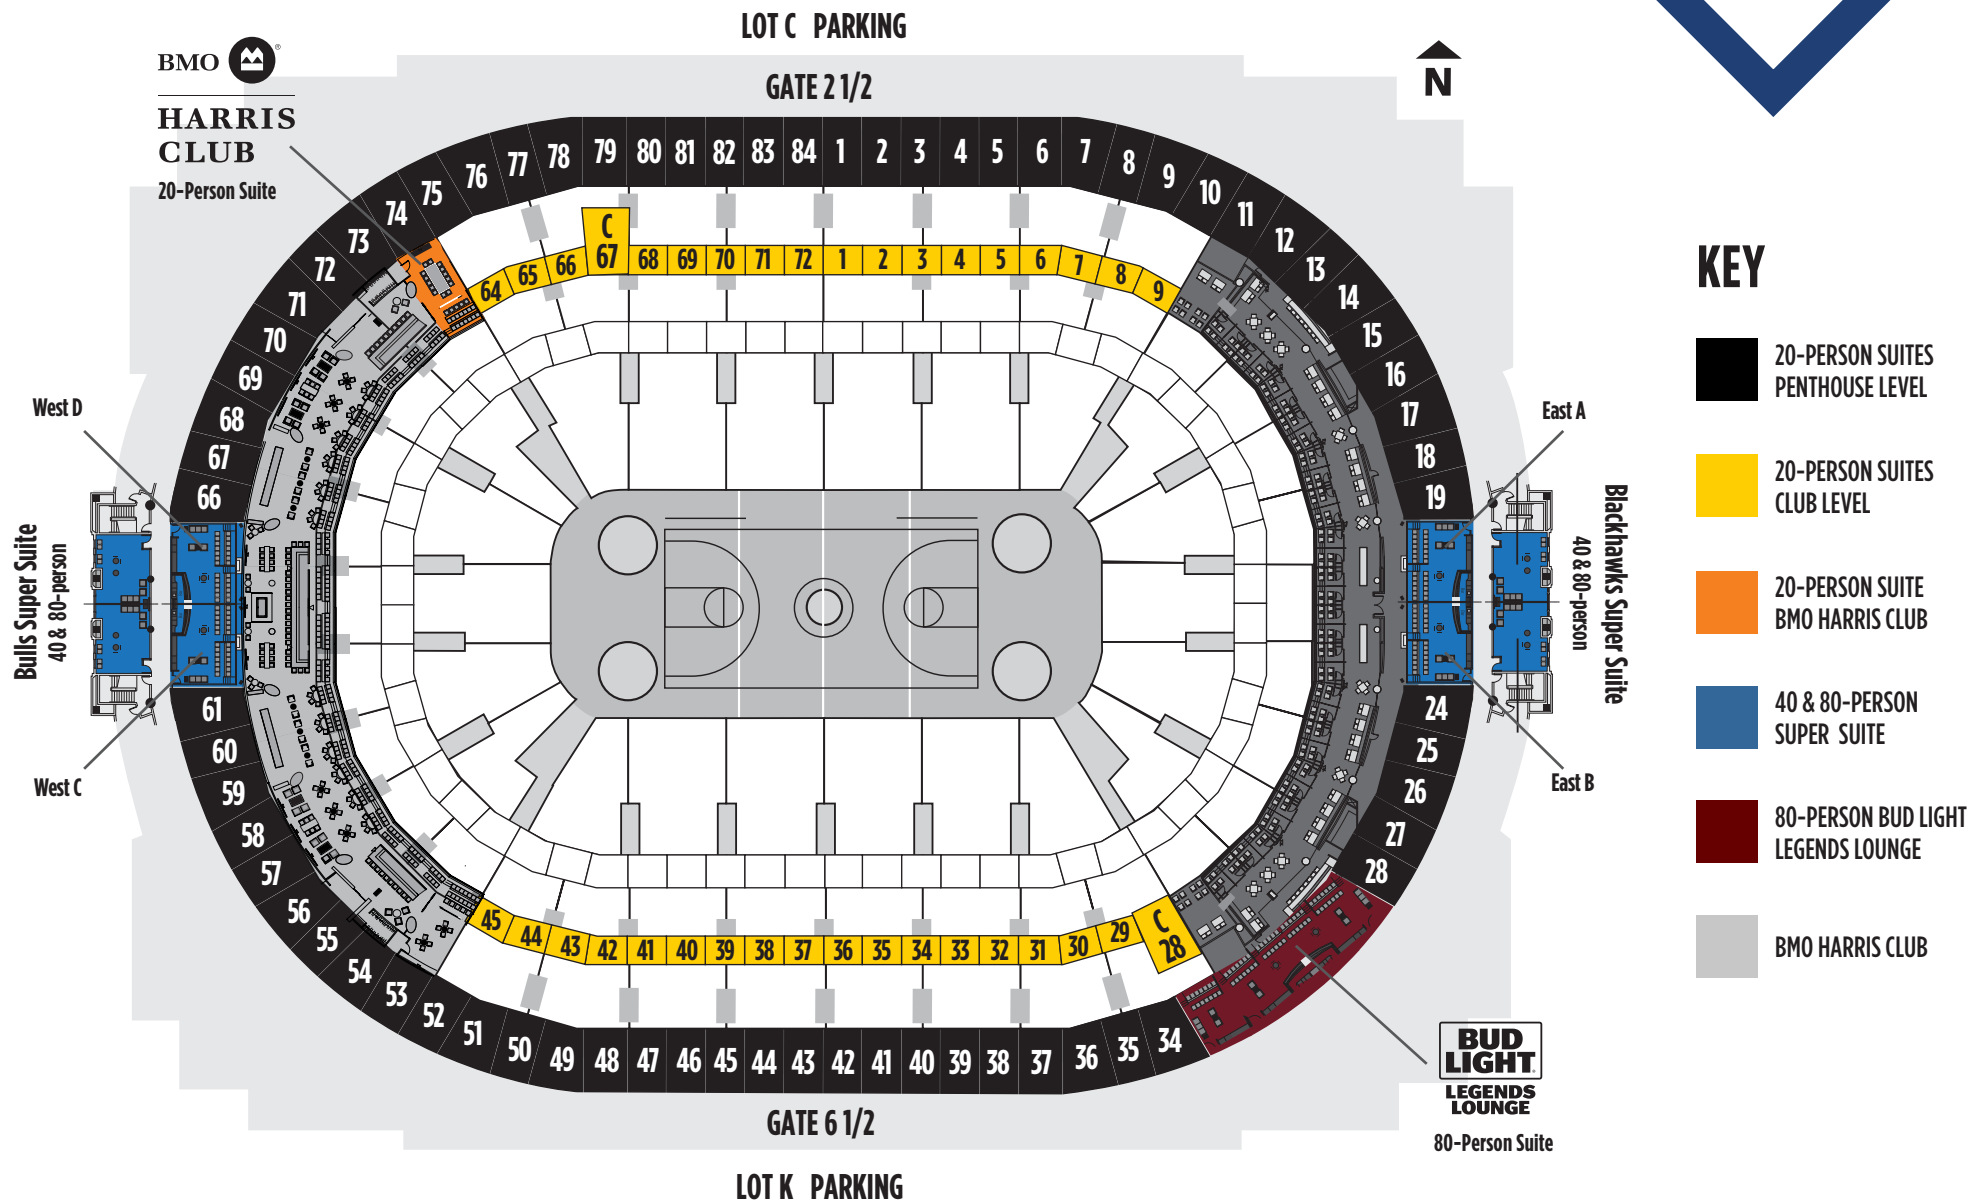 LOT C PARKING
GATE 2 1/2
BMO ®
HARRIS
CLUB
20-Person Suite
N
79 80 81 82 83 84 1 2 3 4 5 6 7 8 9 10 11 12 13 14 15 16 17 18 19
78 77 76 75 74 73 72 71 70 69 68 67 66
C
67 68 69 70 71 72 1 2 3 4 5 6 7 8 9
66 65 64
West D
West C
Bulls Super Suite
40 & 80-person
East A
East B
Blackhawks Super Suite
40 & 80-person
61 60 59 58 57 56 55 54 53 52 51 50 49 48 47 46 45 44 43 42 41 40 39 38 37 36 35 34
24 25 26 27 28
45 44 43 42 41 40 39 38 37 36 35 34 33 32 31 30 29
C
28
BUD
LIGHT
LEGENDS
LOUNGE
80-Person Suite
GATE 6 1/2
LOT K PARKING
KEY
20-PERSON SUITES
PENTHOUSE LEVEL
20-PERSON SUITES
CLUB LEVEL
20-PERSON SUITE
BMO HARRIS CLUB
40 & 80-PERSON
SUPER SUITE
80-PERSON BUD LIGHT
LEGENDS LOUNGE
BMO HARRIS CLUB